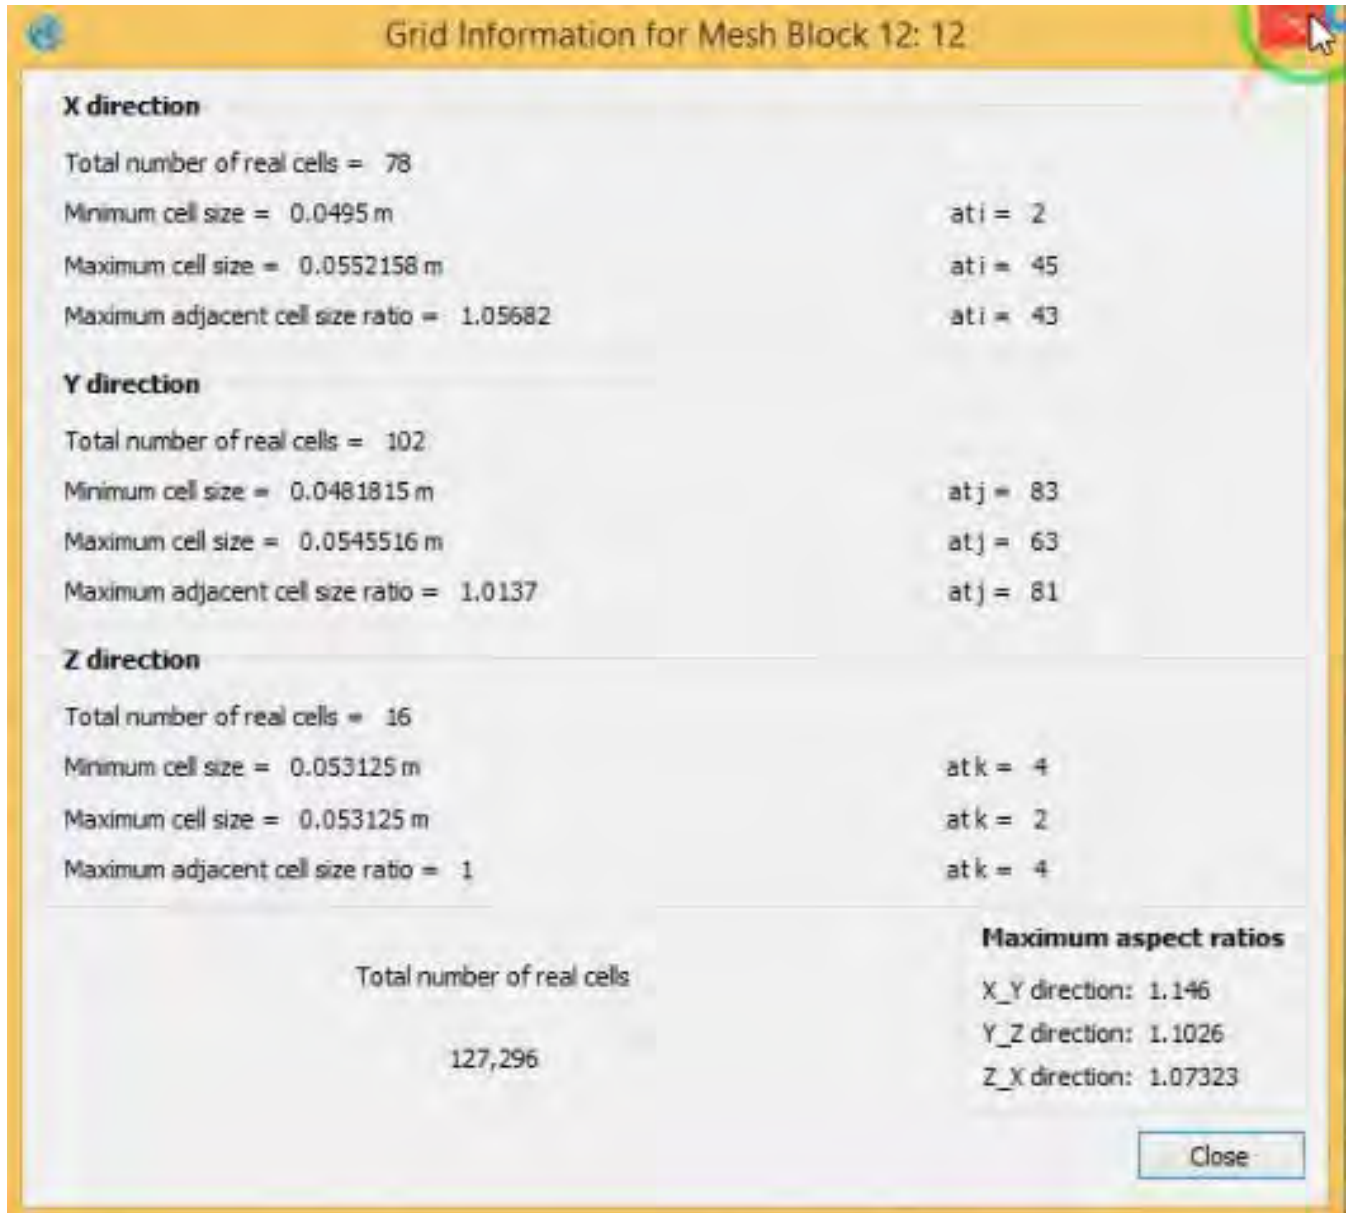 Grid Information for Mesh Block 12: 12
X direction
Total number of real cells = 78
Minimum cell size = 0.0495 m at i = 2
Maximum cell size = 0.0552158 m at i = 45
Maximum adjacent cell size ratio = 1.05682 at i = 43
Y direction
Total number of real cells = 102
Minimum cell size = 0.0481815 m at j = 83
Maximum cell size = 0.0545516 m at j = 63
Maximum adjacent cell size ratio = 1.0137 at j = 81
Z direction
Total number of real cells = 16
Minimum cell size = 0.053125 m at k = 4
Maximum cell size = 0.053125 m at k = 2
Maximum adjacent cell size ratio = 1 at k = 4
Total number of real cells
127,296
Maximum aspect ratios
X_Y direction: 1.146
Y_Z direction: 1.1026
Z_X direction: 1.07323
Close